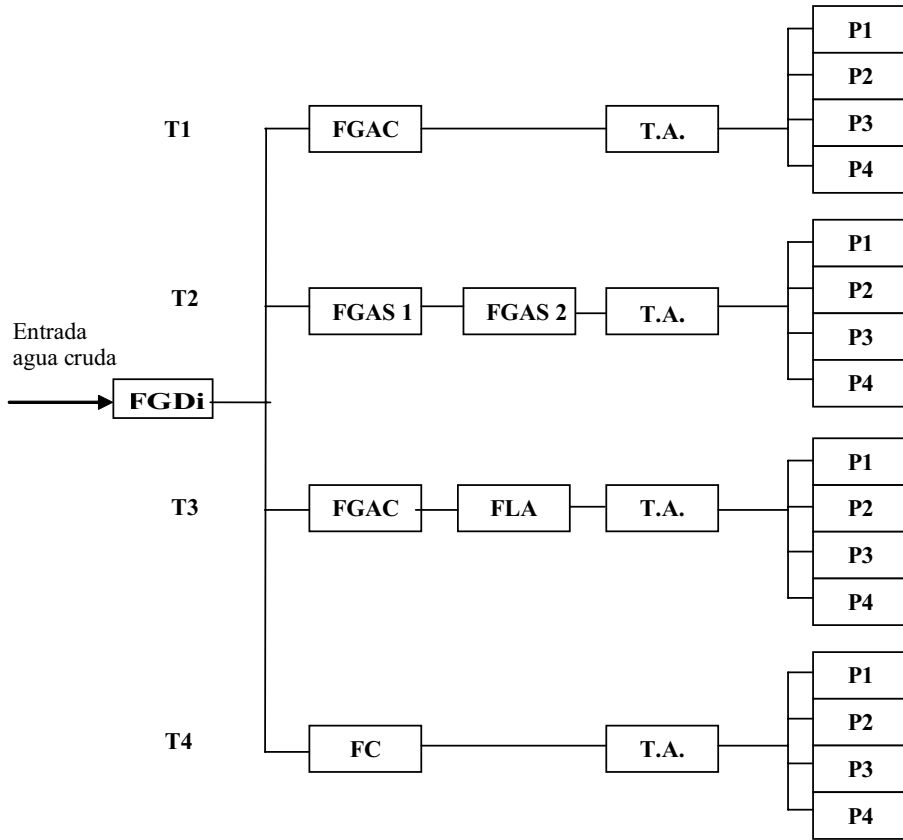 P1
P2
T1
FGAC
T.A.
P3
P4
P1
T2
FGAS 1
FGAS 2
T.A.
P2
P3
P4
Entrada
agua cruda
FGDi
P1
T3
FGAC
FLA
T.A.
P2
P3
P4
P1
P2
T4
FC
T.A.
P3
P4